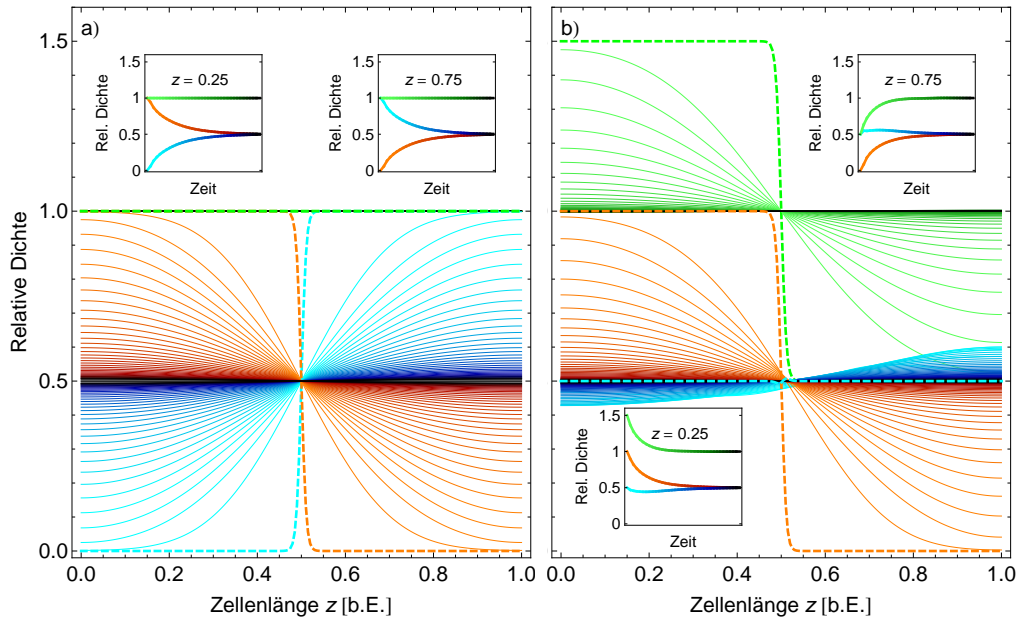 a)
b)
1.5
1.0
0.5
0.0
Relative Dichte
0.0 0.2 0.4 0.6 0.8 1.0
Zellenlänge z [b.E.]
0.0 0.2 0.4 0.6 0.8 1.0
Zellenlänge z [b.E.]
z = 0.25
1.5
1
0.5
0
Rel. Dichte
Zeit
z = 0.75
1.5
1
0.5
0
Rel. Dichte
Zeit
z = 0.75
1.5
1
0.5
0
Rel. Dichte
Zeit
z = 0.25
1.5
1
0.5
0
Rel. Dichte
Zeit